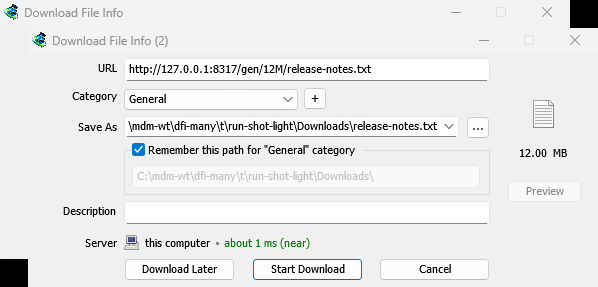 Download File Info
Download File Info (2)
URL http://127.0.0.1:8317/gen/12M/release-notes.txt
Category General +
Save As \mdm-wt\dfi-many\t\run-shot-light\Downloads\release-notes.txt ...
Remember this path for "General" category
12.00 MB
C:\mdm-wt\dfi-many\t\run-shot-light\Downloads\
Preview
Description
Server this computer • about 1 ms (near)
Download Later Start Download Cancel